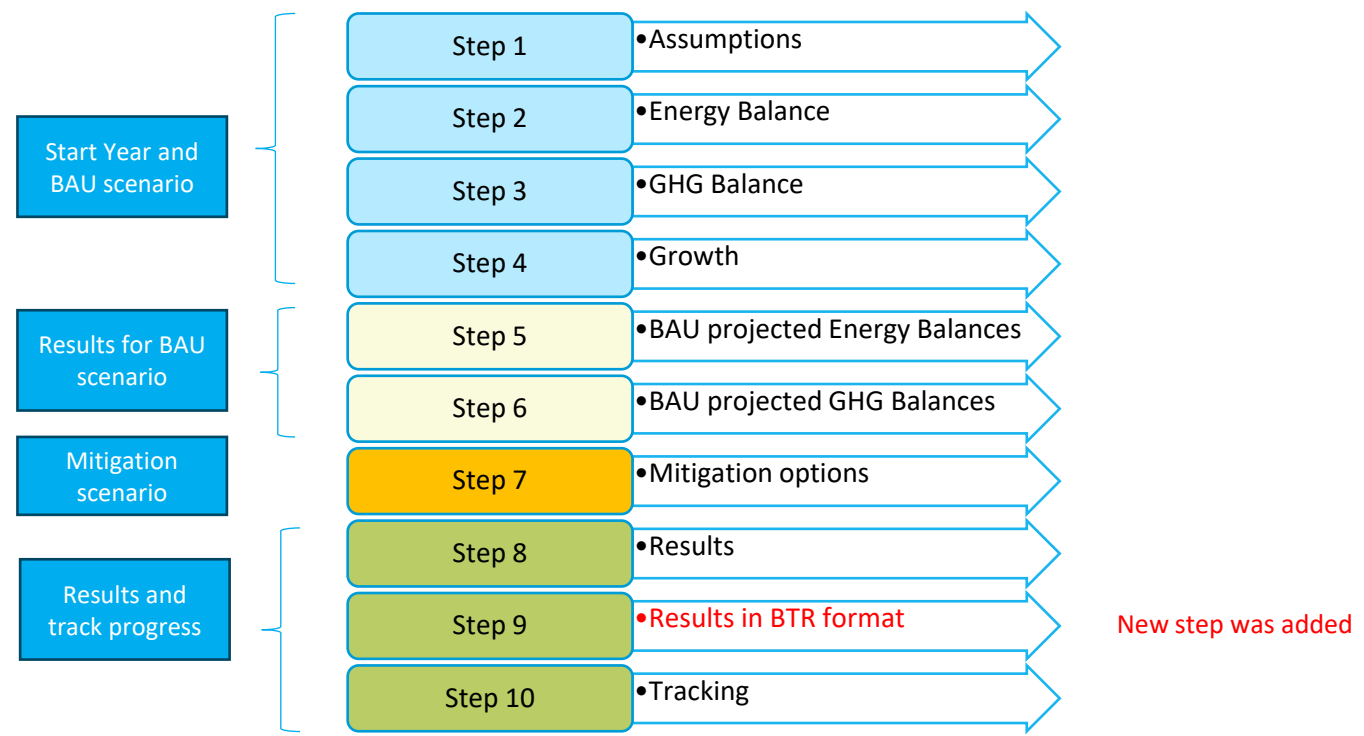 Start Year and
BAU scenario
Step 1
•Assumptions
Step 2
•Energy Balance
Step 3
•GHG Balance
Step 4
•Growth
Results for BAU
scenario
Step 5
•BAU projected Energy Balances
Step 6
•BAU projected GHG Balances
Mitigation
scenario
Step 7
•Mitigation options
Results and
track progress
Step 8
•Results
Step 9
•Results in BTR format
New step was added
Step 10
•Tracking